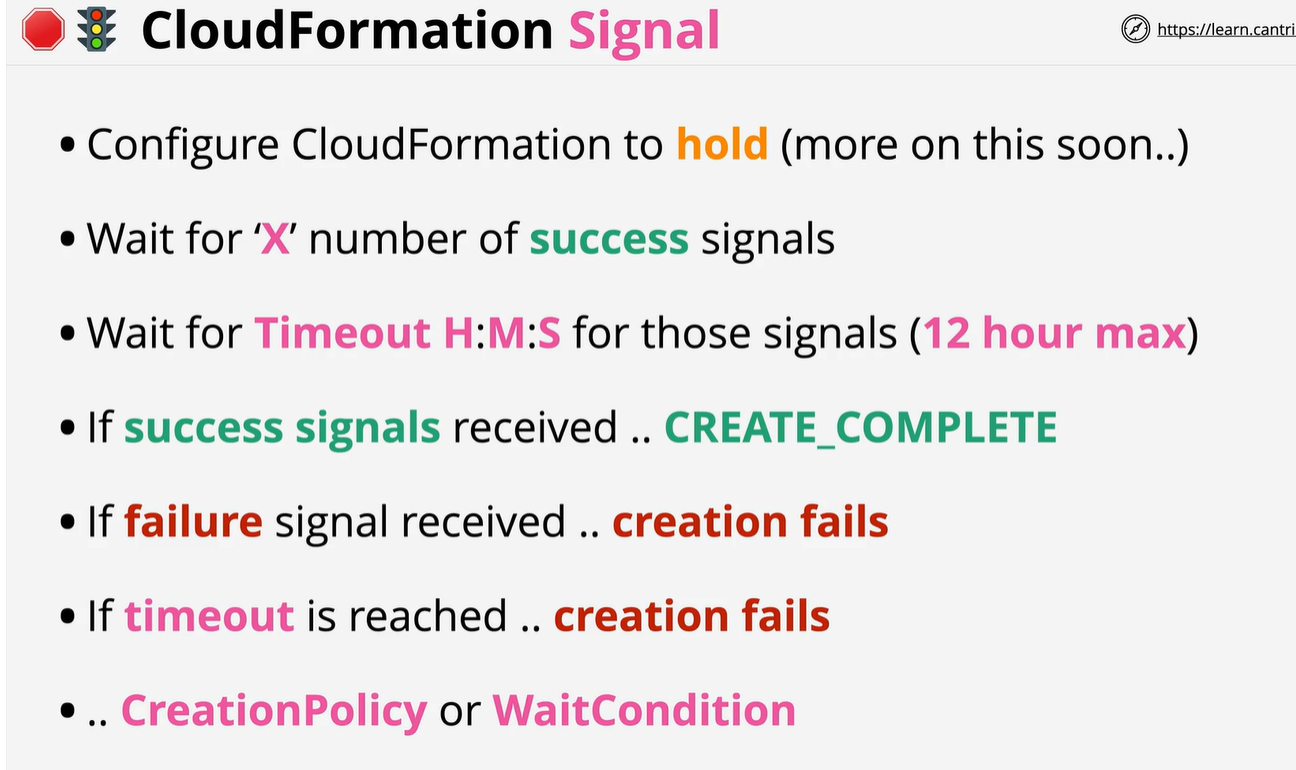 CloudFormation Signal
https://learn.cantri
• Configure CloudFormation to hold (more on this soon..)
• Wait for ‘X’ number of success signals
• Wait for Timeout H:M:S for those signals (12 hour max)
• If success signals received .. CREATE_COMPLETE
• If failure signal received .. creation fails
• If timeout is reached .. creation fails
• .. CreationPolicy or WaitCondition